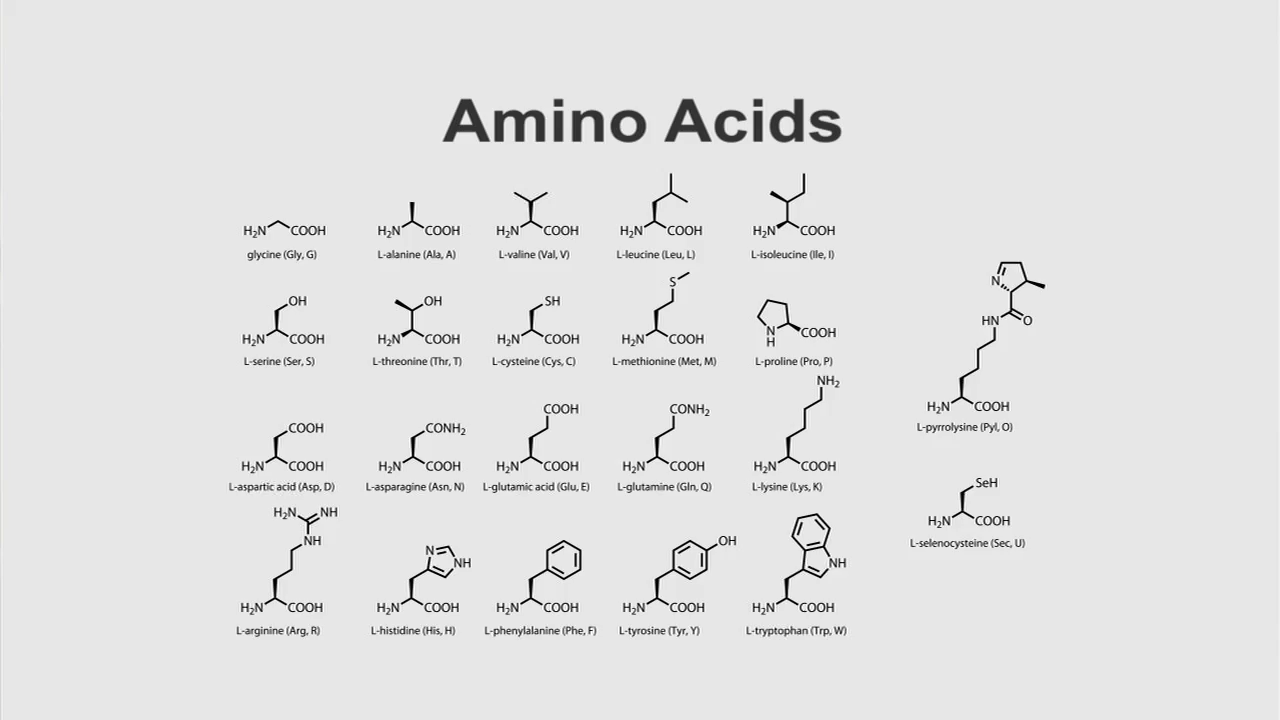 Amino Acids
H₂N COOH
glycine (Gly, G)
H₂N COOH
L-alanine (Ala, A)
H₂N COOH
L-valine (Val, V)
H₂N COOH
L-leucine (Leu, L)
H₂N COOH
L-isoleucine (Ile, I)
OH
H₂N COOH
L-serine (Ser, S)
OH
H₂N COOH
L-threonine (Thr, T)
SH
H₂N COOH
L-cysteine (Cys, C)
S
H₂N COOH
L-methionine (Met, M)
N COOH
H
L-proline (Pro, P)
COOH
H₂N COOH
L-aspartic acid (Asp, D)
CONH₂
H₂N COOH
L-asparagine (Asn, N)
COOH
H₂N COOH
L-glutamic acid (Glu, E)
CONH₂
H₂N COOH
L-glutamine (Gln, Q)
NH₂
H₂N COOH
L-lysine (Lys, K)
H₂N NH
NH
H₂N COOH
L-arginine (Arg, R)
N
NH
H₂N COOH
L-histidine (His, H)
H₂N COOH
L-phenylalanine (Phe, F)
OH
H₂N COOH
L-tyrosine (Tyr, Y)
NH
H₂N COOH
L-tryptophan (Trp, W)
N
HN O
H₂N COOH
L-pyrrolysine (Pyl, O)
SeH
H₂N COOH
L-selenocysteine (Sec, U)